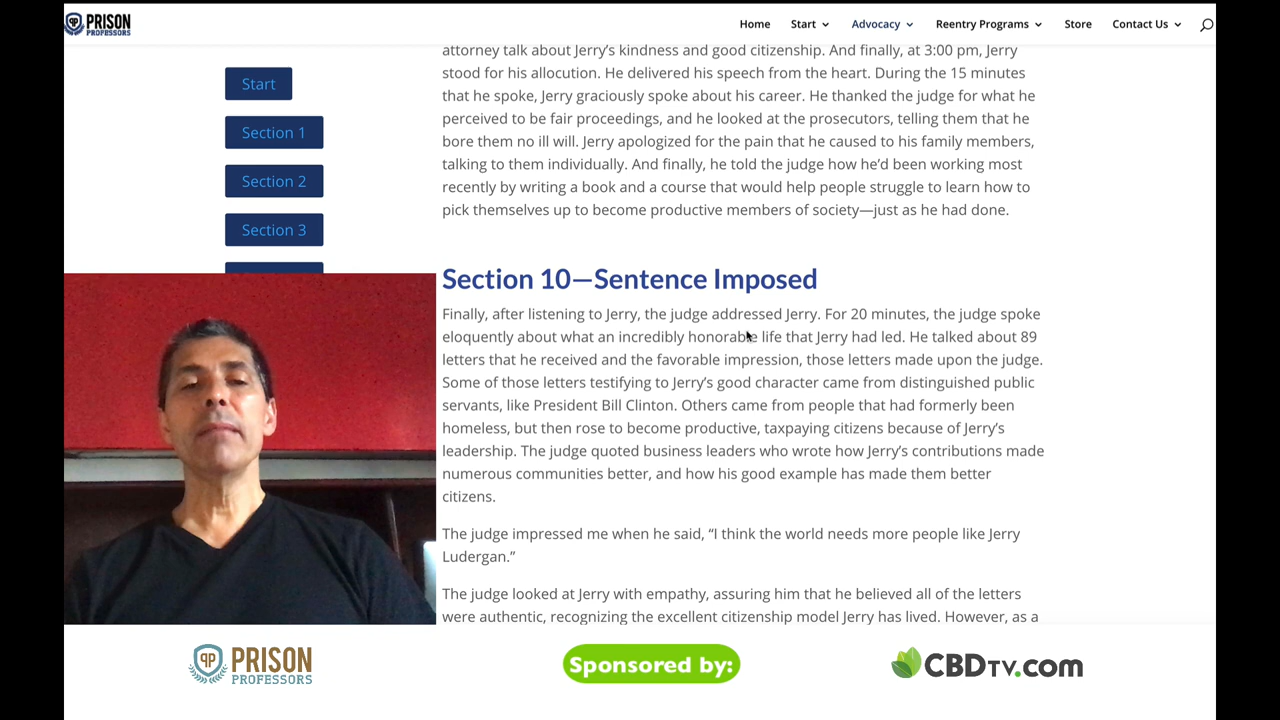 PRISON
PROFESSORS
Home
Start
Advocacy
Reentry Programs
Store
Contact Us
Start
Section 1
Section 2
Section 3
attorney talk about Jerry’s kindness and good citizenship. And finally, at 3:00 pm, Jerry
stood for his allocution. He delivered his speech from the heart. During the 15 minutes
that he spoke, Jerry graciously spoke about his career. He thanked the judge for what he
perceived to be fair proceedings, and he looked at the prosecutors, telling them that he
bore them no ill will. Jerry apologized for the pain that he caused to his family members,
talking to them individually. And finally, he told the judge how he’d been working most
recently by writing a book and a course that would help people struggle to learn how to
pick themselves up to become productive members of society—just as he had done.
Section 10—Sentence Imposed
Finally, after listening to Jerry, the judge addressed Jerry. For 20 minutes, the judge spoke
eloquently about what an incredibly honorable life that Jerry had led. He talked about 89
letters that he received and the favorable impression, those letters made upon the judge.
Some of those letters testifying to Jerry’s good character came from distinguished public
servants, like President Bill Clinton. Others came from people that had formerly been
homeless, but then rose to become productive, taxpaying citizens because of Jerry’s
leadership. The judge quoted business leaders who wrote how Jerry’s contributions made
numerous communities better, and how his good example has made them better
citizens.
The judge impressed me when he said, “I think the world needs more people like Jerry
Ludergan.”
The judge looked at Jerry with empathy, assuring him that he believed all of the letters
were authentic, recognizing the excellent citizenship model Jerry has lived. However, as a
PP
PRISON
PROFESSORS
Sponsored by:
CBDTV.com